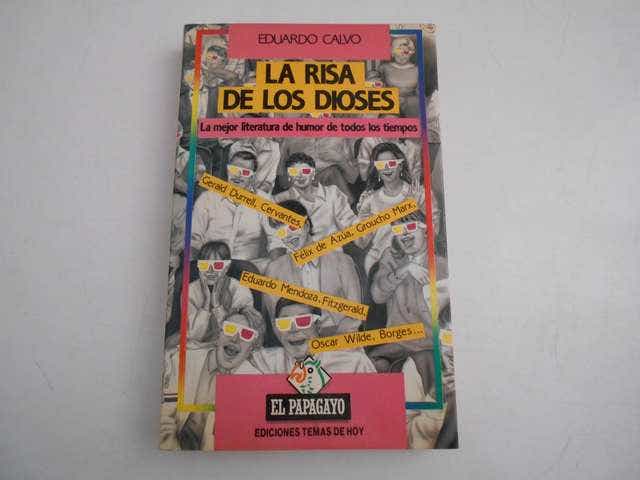 EDUARDO CALVO
LA RISA
DE LOS DIOSES
La mejor literatura de humor de todos los tiempos
Gerald Durrell, Cervantes,
Félix de Azúa, Groucho Marx,
Eduardo Mendoza, Fitzgerald,
Oscar Wilde, Borges...
EL PAPAGAYO
EDICIONES TEMAS DE HOY